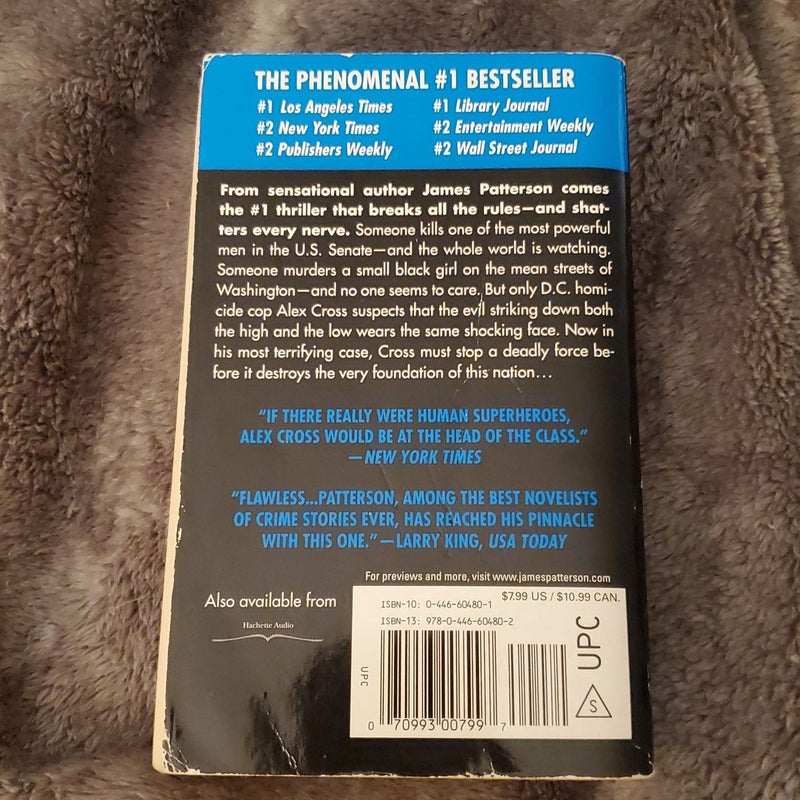 THE PHENOMENAL #1 BESTSELLER
#1 Los Angeles Times
#2 New York Times
#2 Publishers Weekly
#1 Library Journal
#2 Entertainment Weekly
#2 Wall Street Journal
From sensational author James Patterson comes
the #1 thriller that breaks all the rules—and shat-
ters every nerve. Someone kills one of the most powerful
men in the U.S. Senate—and the whole world is watching.
Someone murders a small black girl on the mean streets of
Washington—and no one seems to care. But only D.C. homi-
cide cop Alex Cross suspects that the evil striking down both
the high and the low wears the same shocking face. Now in
his most terrifying case, Cross must stop a deadly force be-
fore it destroys the very foundation of this nation...
"IF THERE REALLY WERE HUMAN SUPERHEROES,
ALEX CROSS WOULD BE AT THE HEAD OF THE CLASS."
—NEW YORK TIMES
"FLAWLESS...PATTERSON, AMONG THE BEST NOVELISTS
OF CRIME STORIES EVER, HAS REACHED HIS PINNACLE
WITH THIS ONE."—LARRY KING, USA TODAY
For previews and more, visit www.jamespatterson.com
Also available from
Hachette Audio
$7.99 US / $10.99 CAN.
ISBN-10: 0-446-60480-1
ISBN-13: 978-0-446-60480-2
UPC
UPC
S
0 70993 00799 7